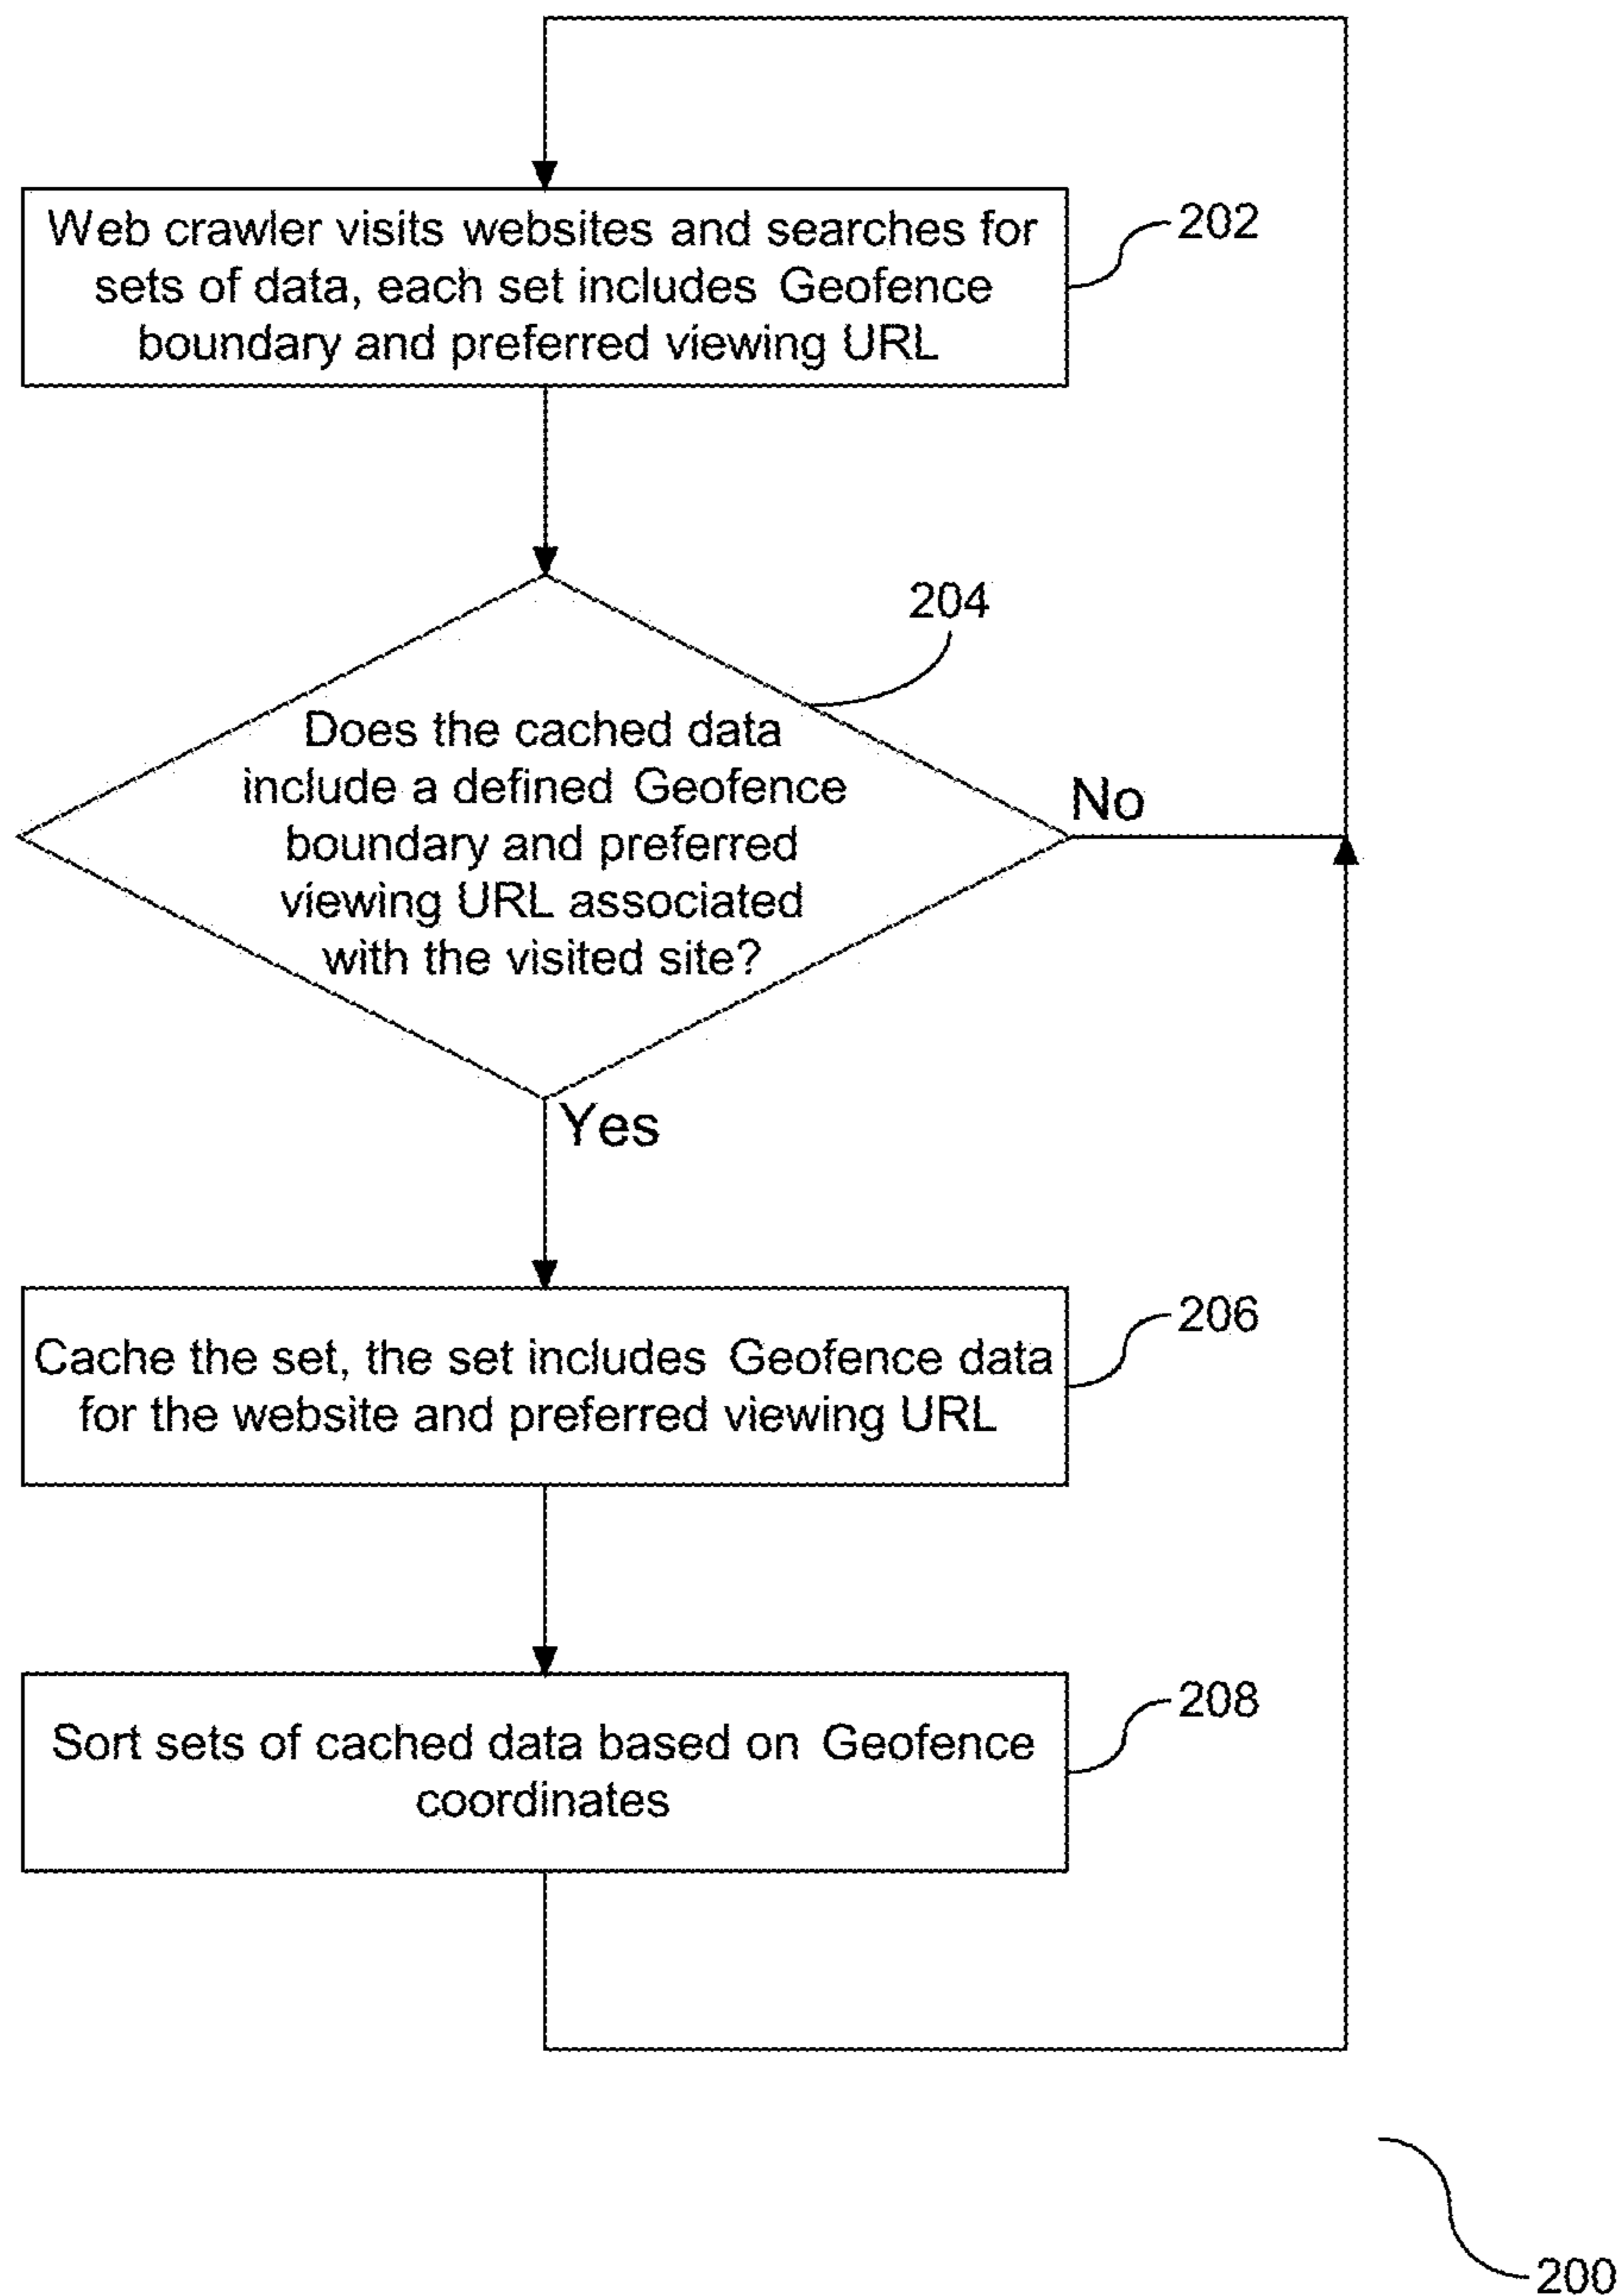 Web crawler visits websites and searches for
sets of data, each set includes Geofence
boundary and preferred viewing URL
202
204
Does the cached data
include a defined Geofence
boundary and preferred
viewing URL associated
with the visited site?
No
Yes
206
Cache the set, the set includes Geofence data
for the website and preferred viewing URL
208
Sort sets of cached data based on Geofence
coordinates
200